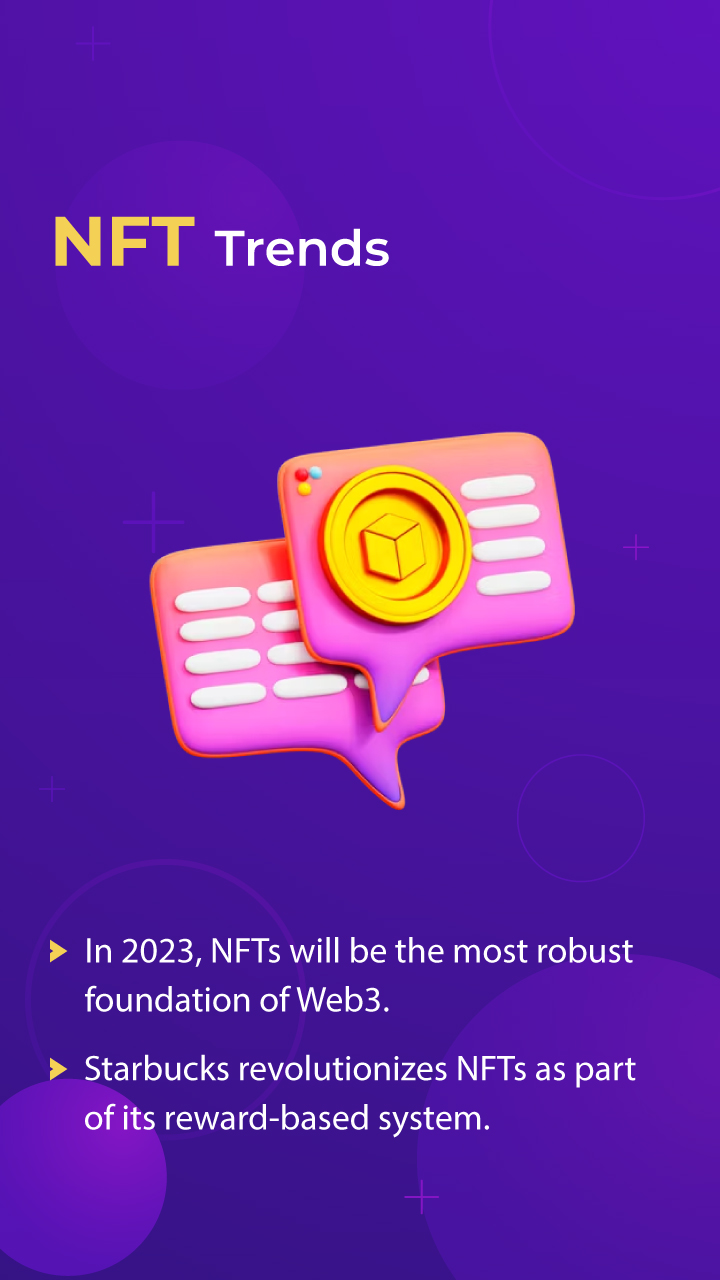 NFT Trends
In 2023, NFTs will be the most robust
foundation of Web3.
Starbucks revolutionizes NFTs as part
of its reward-based system.